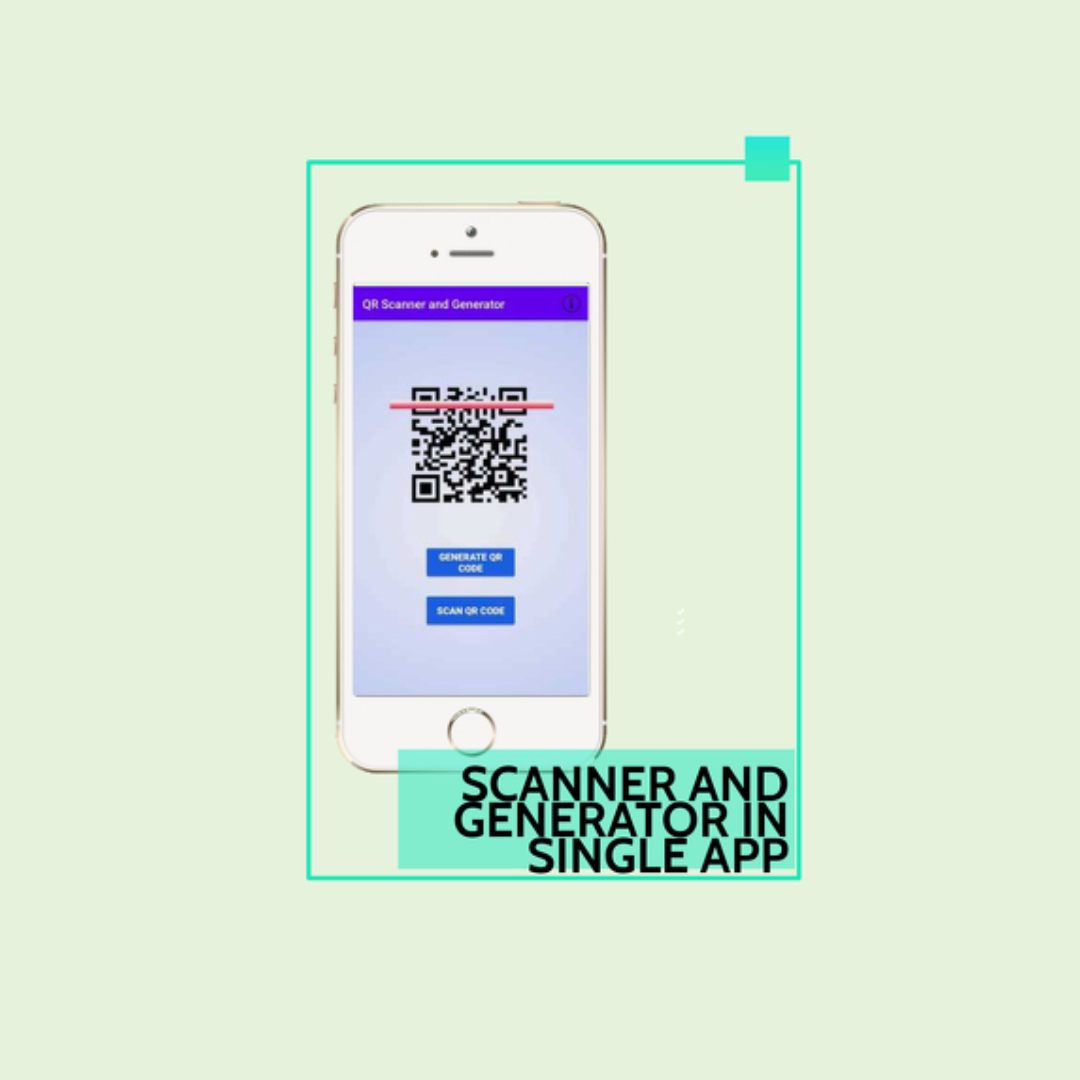 QR Scanner and Generator
GENERATE QR
CODE
SCAN QR CODE
SCANNER AND
GENERATOR IN
SINGLE APP